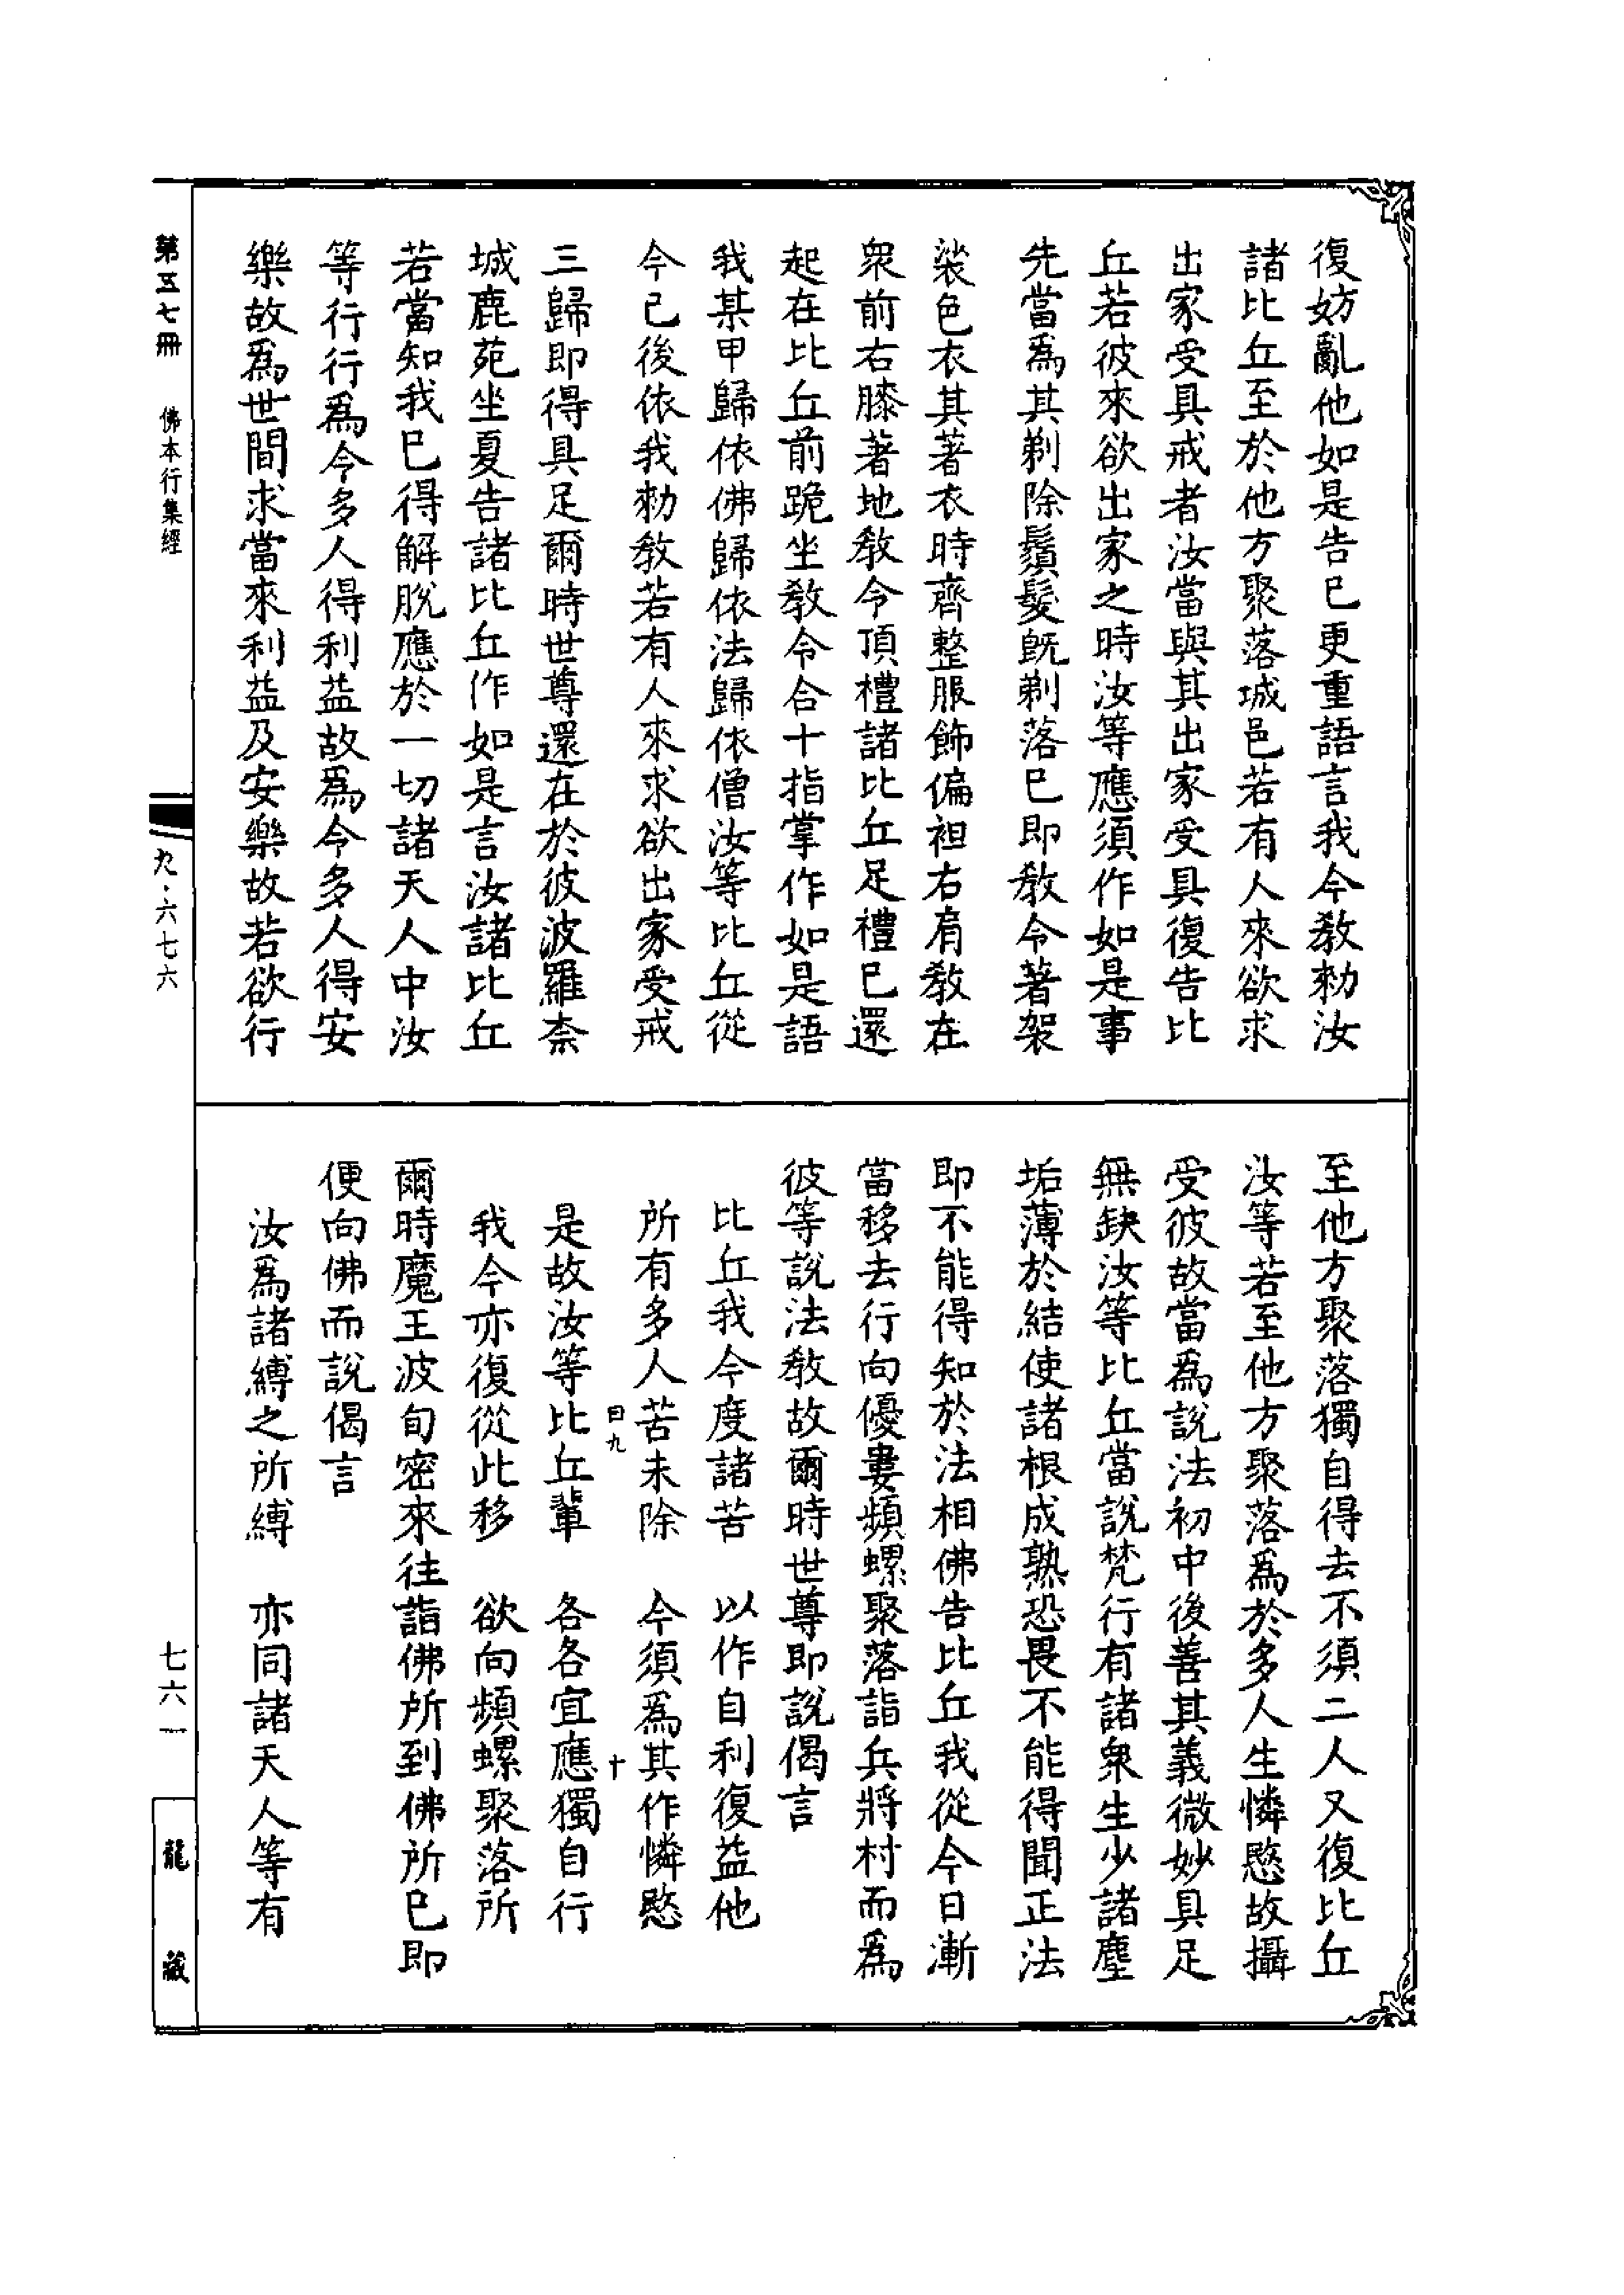 復妨亂他如是告已更重語言我今教勑汝
諸比丘至於他方聚落城邑若有人來欲求
出家受具戒者汝當與其出家受具復告比
丘若彼來欲出家之時汝等應須作如是事
先當爲其剃除鬚髮旣剃落已即教令著袈
裟色衣其著衣時齊整服飾偏袒右肩教在
衆前右膝著地教令頂禮諸比丘足禮已還
起在比丘前跪坐教令合十指掌作如是語
我某甲歸依佛歸依法歸依僧汝等比丘從
今已後依我勑教若有人來求欲出家受戒
三歸即得具足爾時世尊還在於彼波羅柰
城鹿苑坐夏告諸比丘作如是言汝諸比丘
若當知我已得解脫應於一切諸天人中汝
等行行爲令多人得利益故爲令多人得安
樂故爲世間求當來利益及安樂故若欲行
至他方聚落獨自得去不須二人又復比丘
汝等若至他方聚落爲於多人生憐愍故攝
受彼故當爲說法初中後善其義微妙具足
無缺汝等比丘當說梵行有諸衆生少諸塵
垢薄於結使諸根成熟恐畏不能得聞正法
即不能得知於法相佛告比丘我從今日漸
當移去行向優婁頻螺聚落詣兵將村而爲
彼等說法教故爾時世尊即說偈言
比丘我今度諸苦　以作自利復益他
所有多人苦未除　今須爲其作憐愍
曰九　十
是故汝等比丘輩　各各宜應獨自行
我今亦復從此移　欲向頻螺聚落所
爾時魔王波旬密來往詣佛所到佛所已即
便向佛而說偈言
汝爲諸縛之所縛　亦同諸天人等有
第五七冊　佛本行集經
九·六七六
七六一
龍藏